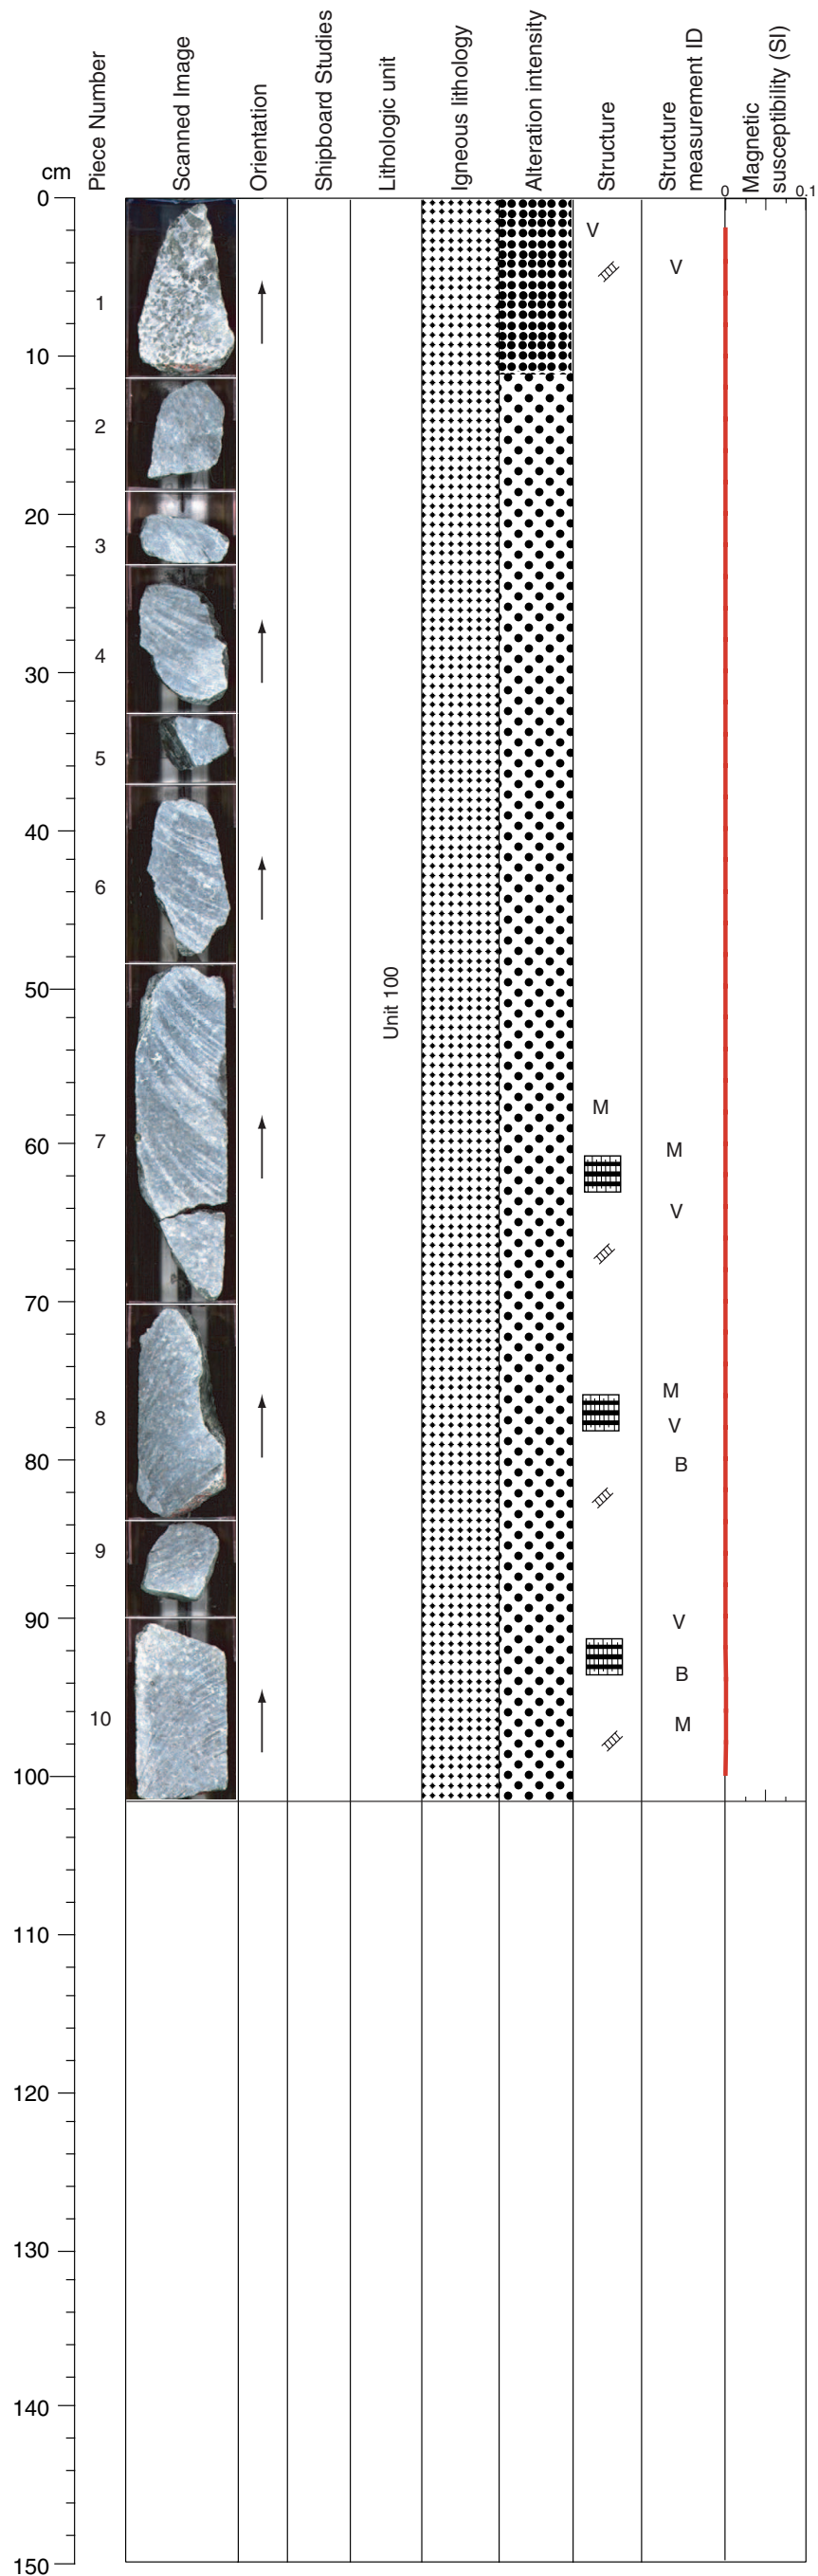 cm
Piece Number
Scanned Image
Orientation
Shipboard Studies
Lithologic unit
Igneous lithology
Alteration intensity
Structure
Structure
measurement ID
Magnetic
susceptibility (SI)
0 0.1
0
V
V
1
10
2
20
3
4
30
5
40
6
50
Unit 100
M
60
7
M
V
70
M
8
V
80
B
9
90
V
B
10
M
100
110
120
130
140
150